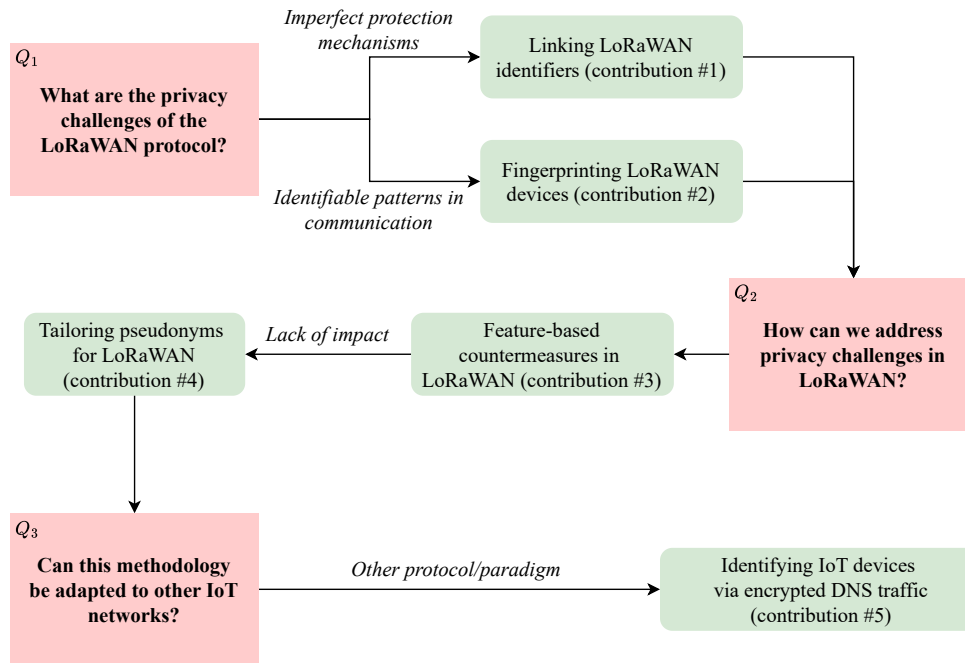 Q1
What are the privacy
challenges of the
LoRaWAN protocol?
Imperfect protection
mechanisms
Linking LoRaWAN
identifiers (contribution #1)
Identifiable patterns in
communication
Fingerprinting LoRaWAN
devices (contribution #2)
Q2
How can we address
privacy challenges in
LoRaWAN?
Feature-based
countermeasures in
LoRaWAN (contribution #3)
Lack of impact
Tailoring pseudonyms
for LoRaWAN
(contribution #4)
Q3
Can this methodology
be adapted to other IoT
networks?
Other protocol/paradigm
Identifying IoT devices
via encrypted DNS traffic
(contribution #5)